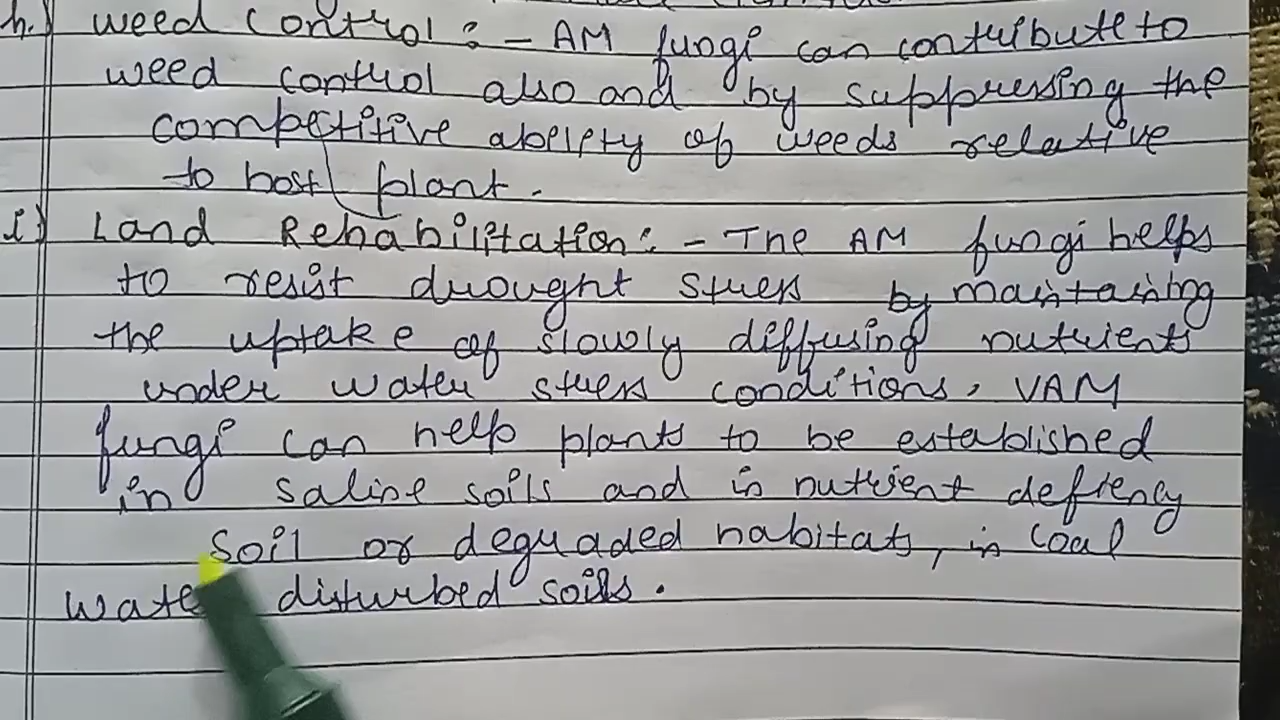 h.) weed control :- AM fungi can contribute to
weed control also and by suppressing the
competitive ability of weeds relative
to host plant.
i) Land Rehabilitation :- The AM fungi helps
to resist drought stress by maintaining
the uptake of slowly diffusing nutrients
under water stress conditions, VAM
fungi can help plants to be established
in saline soils and in nutrient defiency
soil or degraded habitats, in coal
wate disturbed soils.